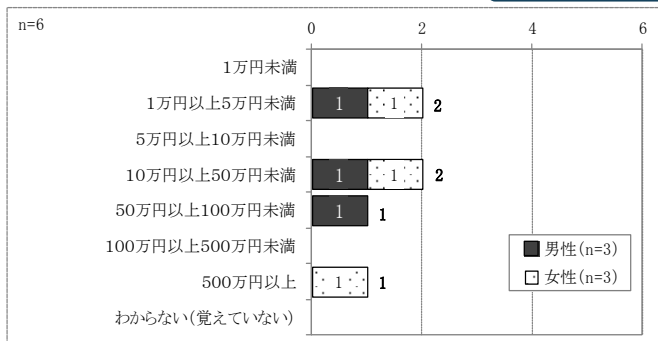 n=6
0 2 4 6
1万円未満
1万円以上5万円未満 1 1 2
5万円以上10万円未満
10万円以上50万円未満 1 1 2
50万円以上100万円未満 1 1
100万円以上500万円未満
500万円以上 1 1
わからない(覚えていない)
男性(n=3)
女性(n=3)